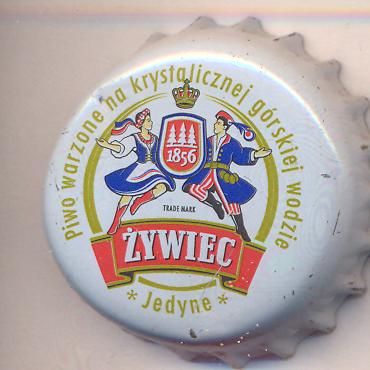 Piwo warzone na krystalicznej górskiej wodzie
1856
TRADE MARK
ŻYWIEC
* Jedyne *